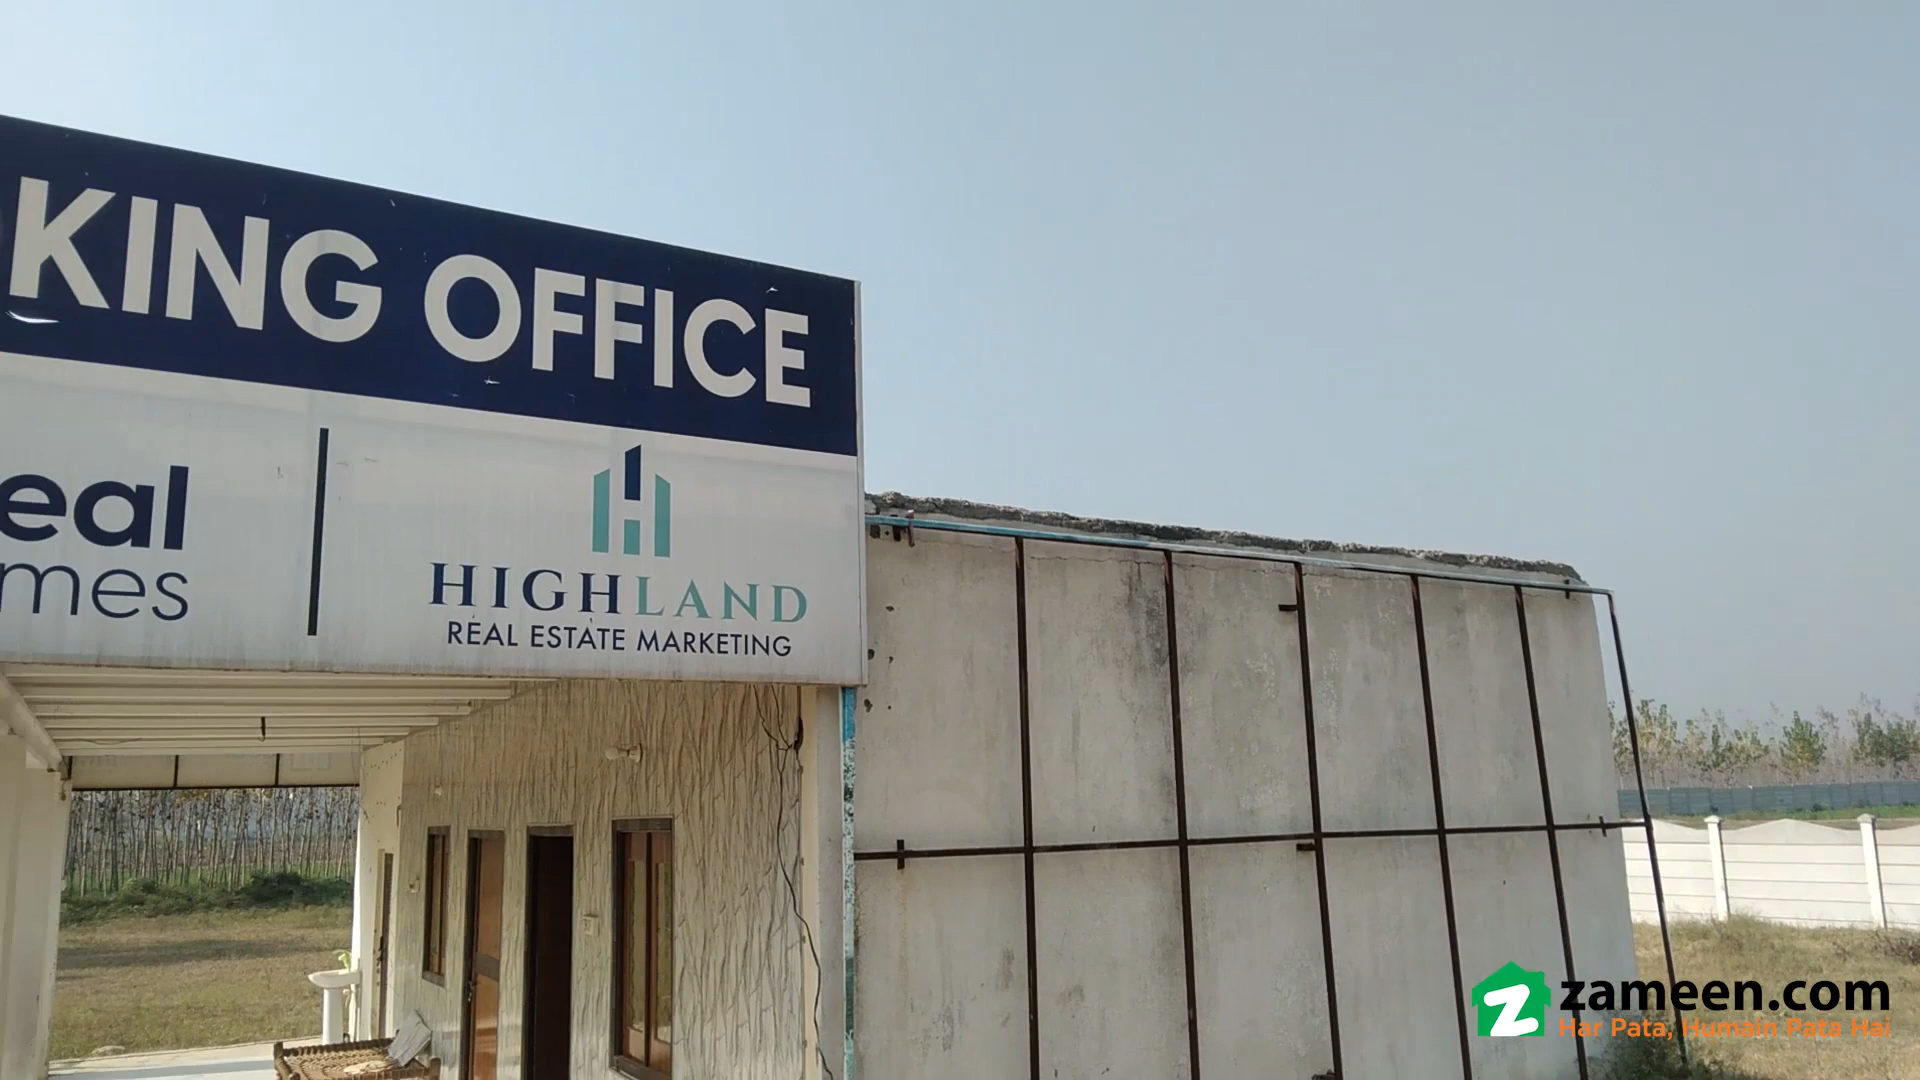 KING OFFICE
eal
mes
HIGHLAND
REAL ESTATE MARKETING
zameen.com
Har Pata, Humain Pata Hai